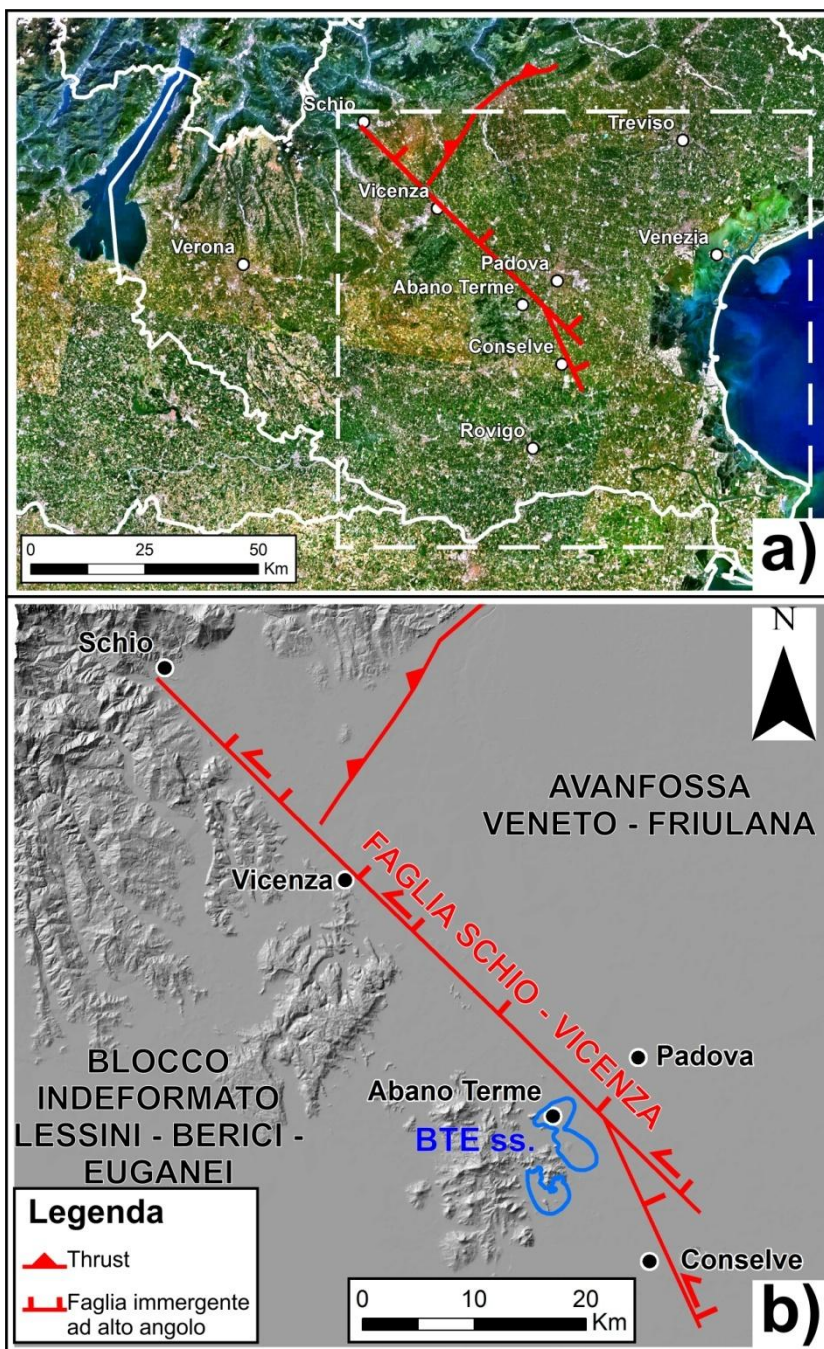 Schio
Treviso
Vicenza
Verona
Venezia
Padova
Abano Terme
Conselve
Rovigo
0 25 50
Km
a)
Schio
N
AVANFOSSA
VENETO - FRIULANA
FAGLIA SCHIO - VICENZA
Vicenza
Padova
BLOCCO
INDEFORMATO
LESSINI - BERICI -
EUGANEI
Abano Terme
BTE ss.
Conselve
Legenda
Thrust
Faglia immergente
ad alto angolo
0 10 20
Km
b)